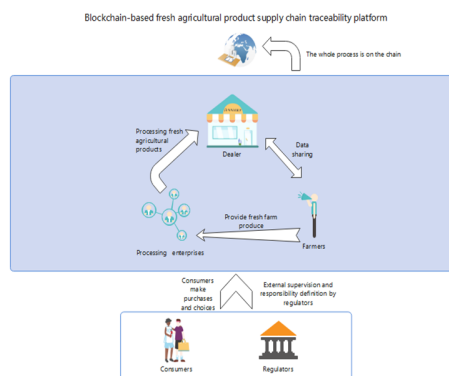 Blockchain-based fresh agricultural product supply chain traceability platform
The whole process is on the chain
Processing fresh
agricultural
products
Dealer
Data
sharing
Provide fresh farm
produce
Farmers
Processing enterprises
Consumers
make
purchases
and choices
External supervision and
responsibility definition by
regulators
Consumers
Regulators